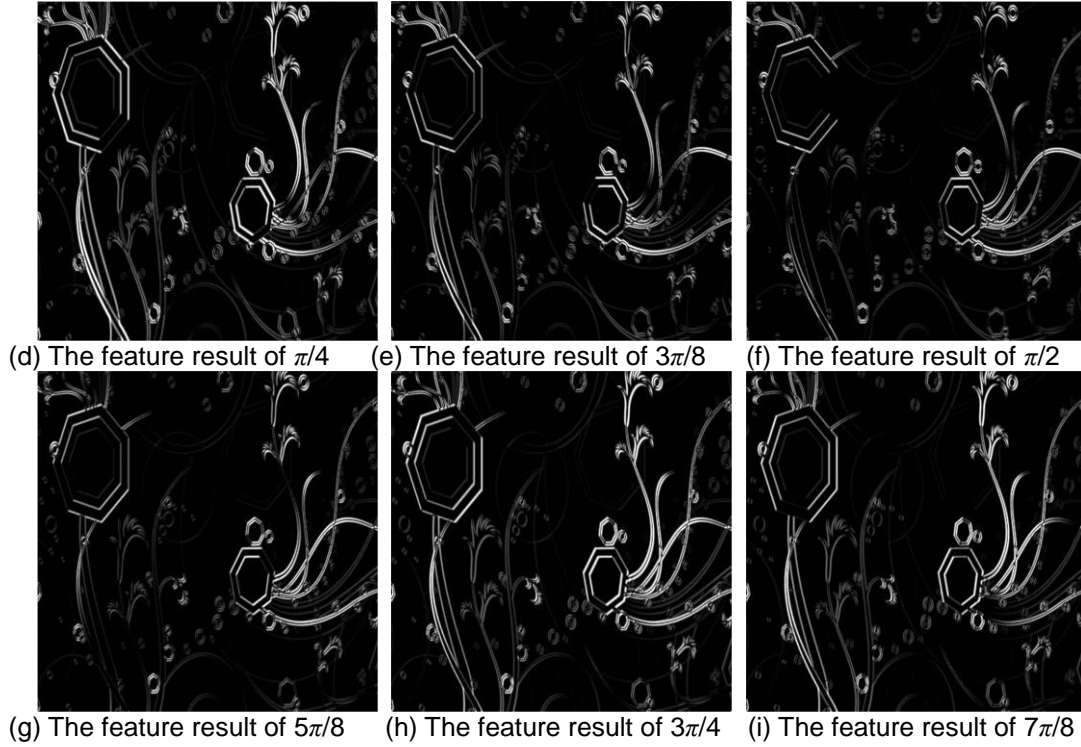 (d) The feature result of π/4 (e) The feature result of 3π/8 (f) The feature result of π/2
(g) The feature result of 5π/8 (h) The feature result of 3π/4 (i) The feature result of 7π/8